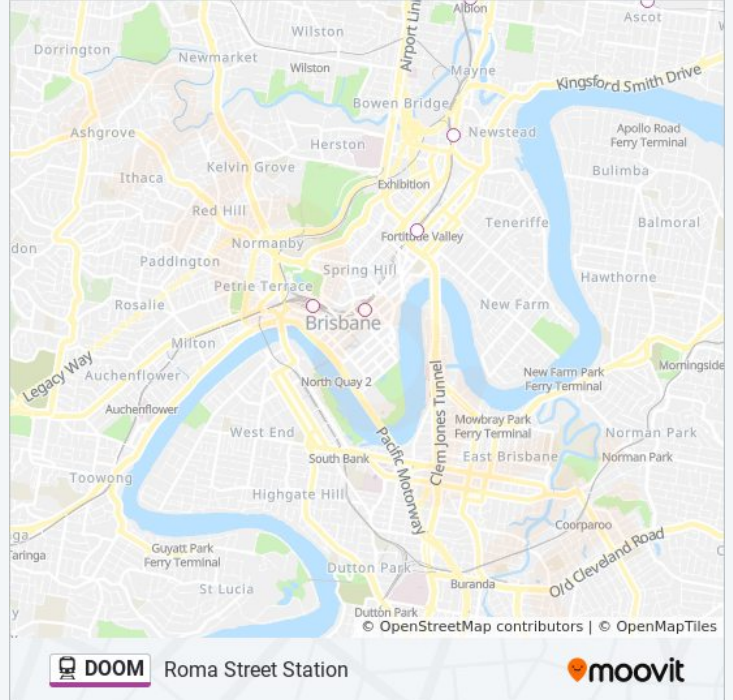 Albion
Ascot
Wilston
Dorrington
Airport Lin
Newmarket
Wilston
Mayne
Kingsford Smith Drive
Bowen Bridge
Apollo Road
Ferry Terminal
Ashgrove
Newstead
Herston
Kelvin Grove
Bulimba
Ithaca
Exhibition
Red Hill
Teneriffe
Balmoral
Fortitude Valley
don
Normanby
Paddington
Spring Hill
Hawthorne
Petrie Terrace
Rosalie
New Farm
Brisbane
Milton
Legacy Way
Auchenflower
Morningside
New Farm Park
Ferry Terminal
North Quay 2
Clem Jones Tunnel
Auchenflower
Mowbray Park
Ferry Terminal
West End
Pacific Motorway
Norman Park
South Bank
East Brisbane
Norman Park
Toowong
Highgate Hill
Coorparoo
ga
Taringa
Guyatt Park
Ferry Terminal
Old Cleveland Road
Dutton Park
Buranda
St Lucia
Dutton Park
y
© OpenStreetMap contributors | © OpenMapTiles
DOOM Roma Street Station
moovit